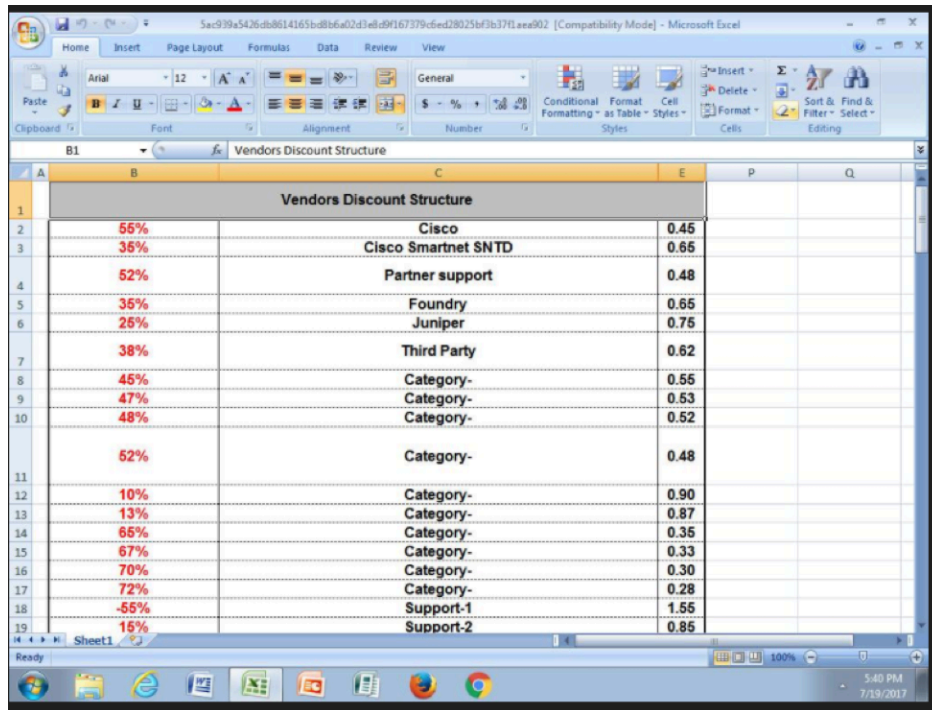 5ac939a5426db8614165bd8b6a02d3e8d9f167379c6ed28025bf3b37f1aea902 [Compatibility Mode] - Microsoft Excel
Home Insert Page Layout Formulas Data Review View
Arial 12 General Insert
Paste Delete
B I U $ % , Conditional Format Cell Format Sort & Find &
Formatting as Table Styles Filter Select
Clipboard Font Alignment Number Styles Cells Editing
B1 fx Vendors Discount Structure
A B C E P Q
1 Vendors Discount Structure
2 55% Cisco 0.45
3 35% Cisco Smartnet SNTD 0.65
4 52% Partner support 0.48
5 35% Foundry 0.65
6 25% Juniper 0.75
7 38% Third Party 0.62
8 45% Category- 0.55
9 47% Category- 0.53
10 48% Category- 0.52
11 52% Category- 0.48
12 10% Category- 0.90
13 13% Category- 0.87
14 65% Category- 0.35
15 67% Category- 0.33
16 70% Category- 0.30
17 72% Category- 0.28
18 -55% Support-1 1.55
19 15% Support-2 0.85
Sheet1
Ready 100%
5:40 PM
7/19/2017